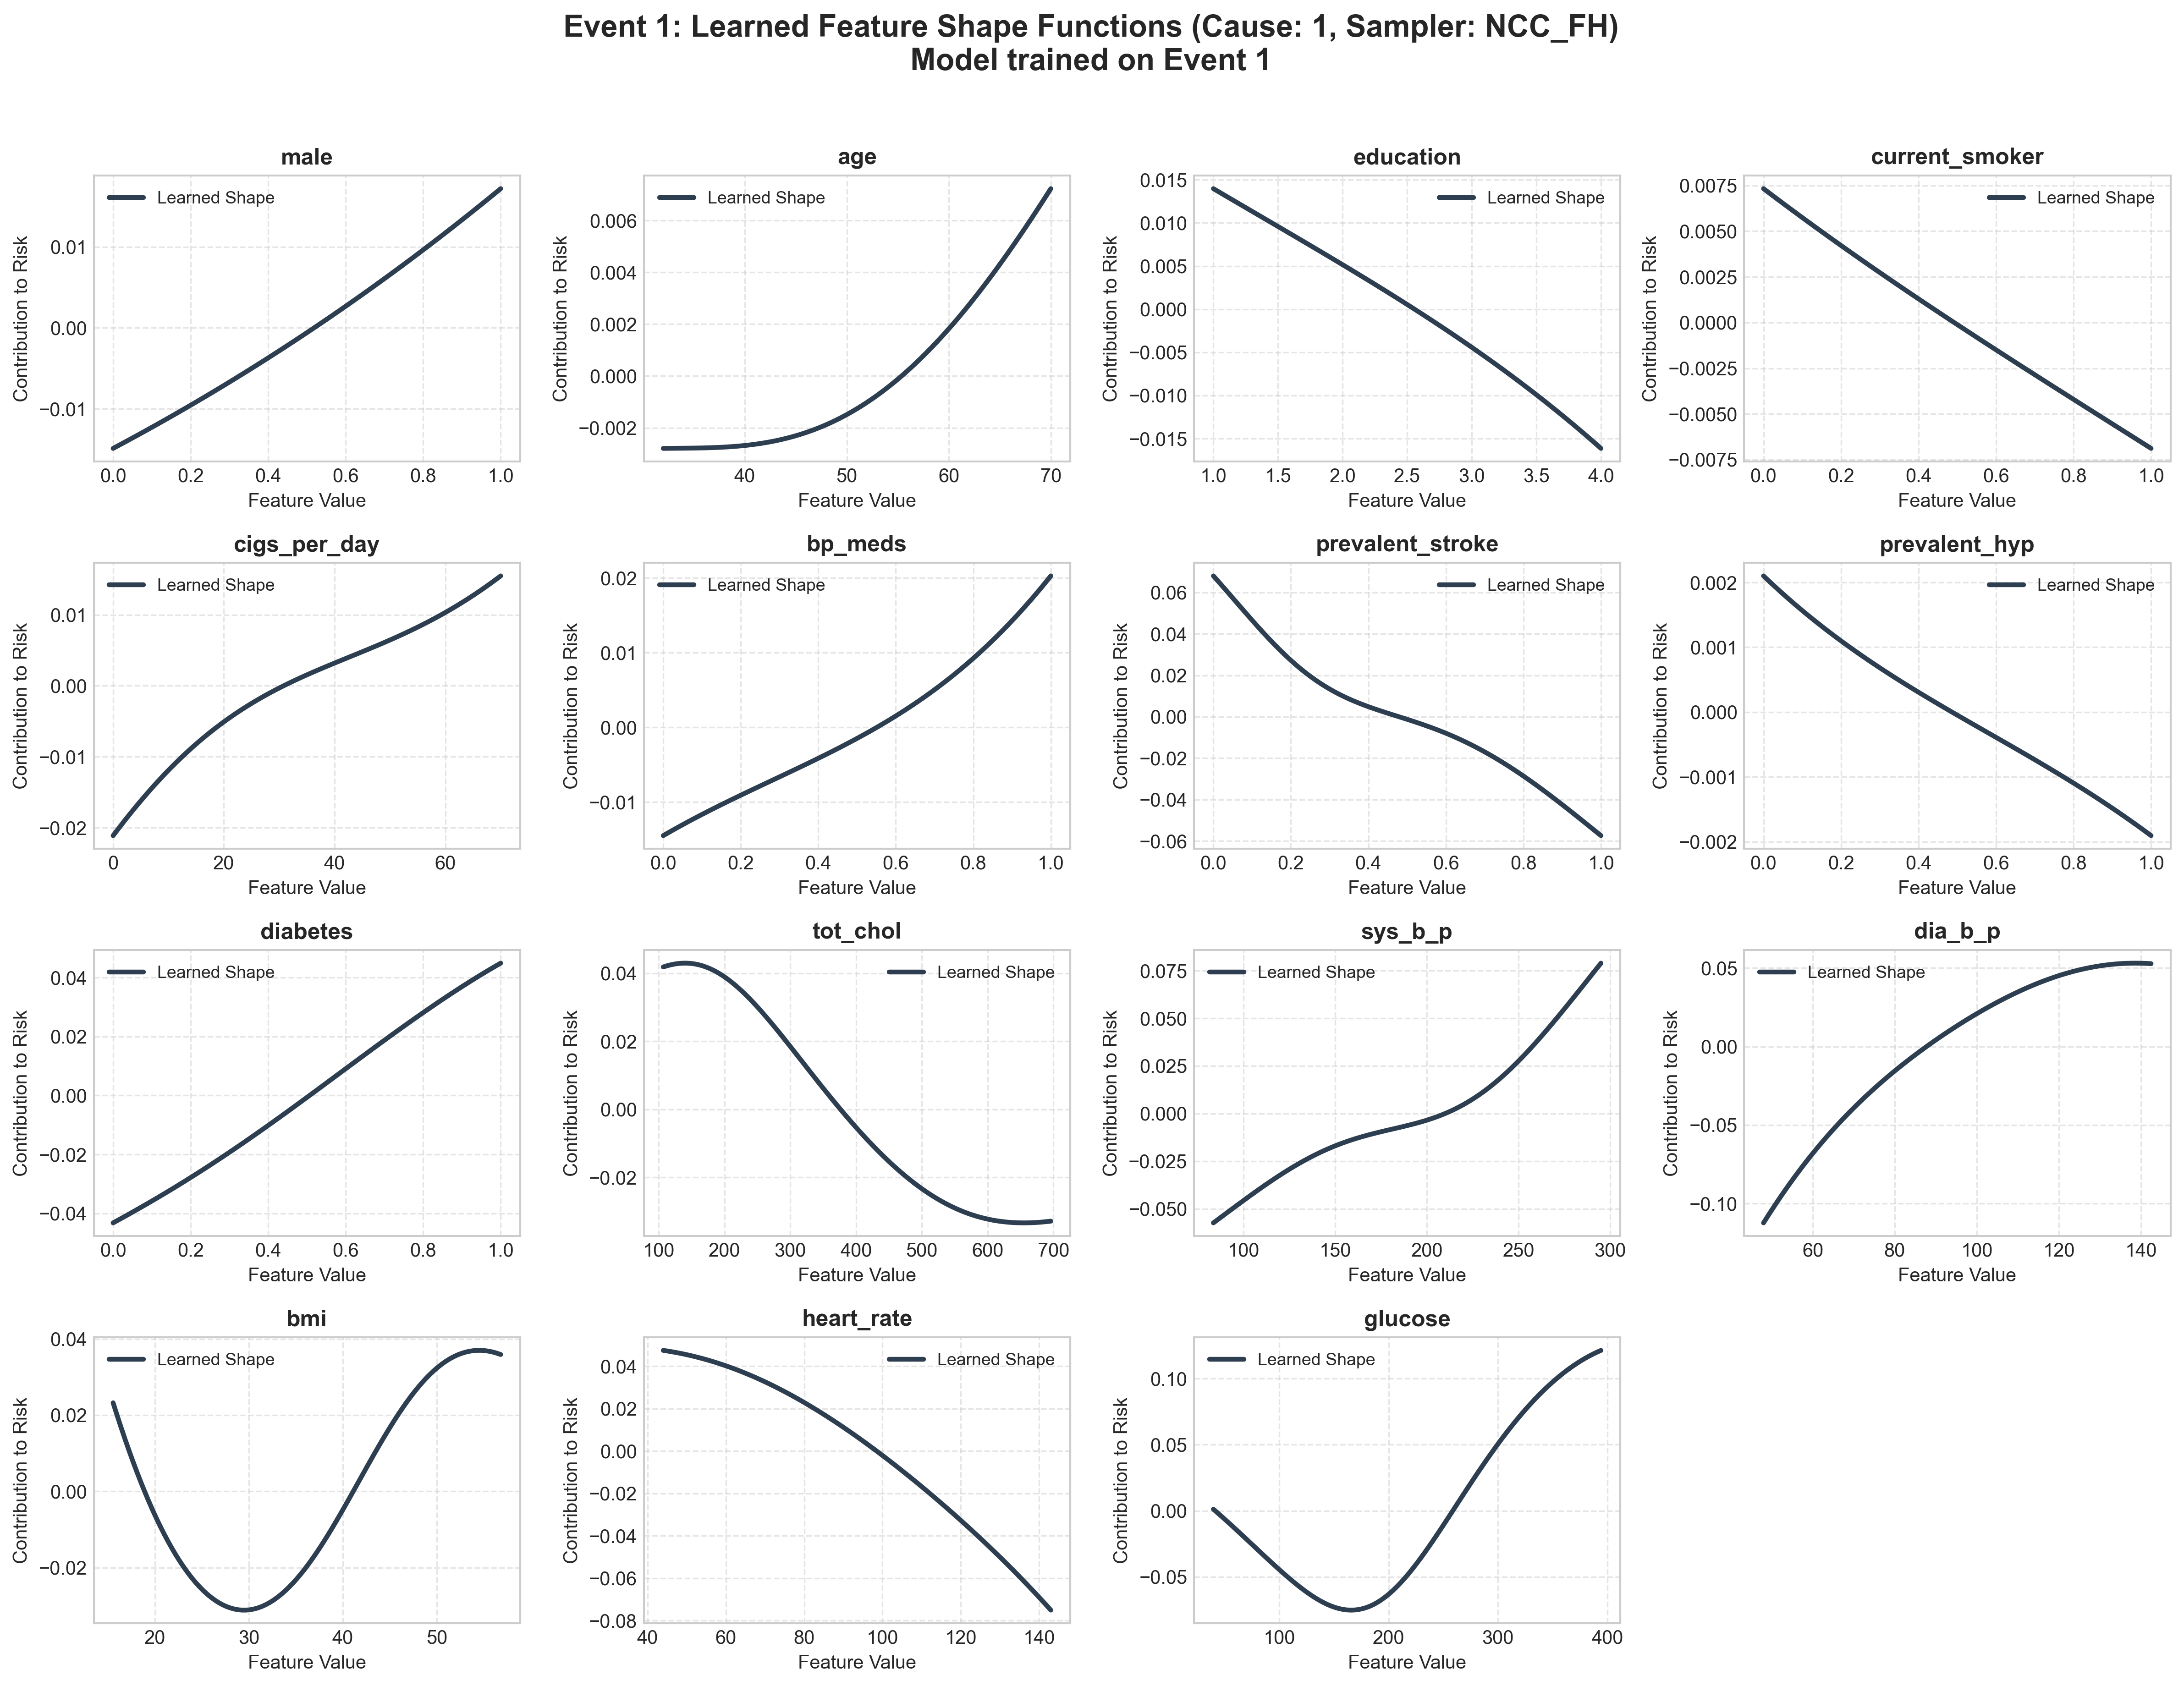 Event 1: Learned Feature Shape Functions (Cause: 1, Sampler: NCC_FH)
Model trained on Event 1
male
Learned Shape
Contribution to Risk
0.01
0.00
−0.01
0.0 0.2 0.4 0.6 0.8 1.0
Feature Value
age
Learned Shape
Contribution to Risk
0.006
0.004
0.002
0.000
−0.002
40 50 60 70
Feature Value
education
Learned Shape
Contribution to Risk
0.015
0.010
0.005
0.000
−0.005
−0.010
−0.015
1.0 1.5 2.0 2.5 3.0 3.5 4.0
Feature Value
current_smoker
Learned Shape
Contribution to Risk
0.0075
0.0050
0.0025
0.0000
−0.0025
−0.0050
−0.0075
0.0 0.2 0.4 0.6 0.8 1.0
Feature Value
cigs_per_day
Learned Shape
Contribution to Risk
0.01
0.00
−0.01
−0.02
0 20 40 60
Feature Value
bp_meds
Learned Shape
Contribution to Risk
0.02
0.01
0.00
−0.01
0.0 0.2 0.4 0.6 0.8 1.0
Feature Value
prevalent_stroke
Learned Shape
Contribution to Risk
0.06
0.04
0.02
0.00
−0.02
−0.04
−0.06
0.0 0.2 0.4 0.6 0.8 1.0
Feature Value
prevalent_hyp
Learned Shape
Contribution to Risk
0.002
0.001
0.000
−0.001
−0.002
0.0 0.2 0.4 0.6 0.8 1.0
Feature Value
diabetes
Learned Shape
Contribution to Risk
0.04
0.02
0.00
−0.02
−0.04
0.0 0.2 0.4 0.6 0.8 1.0
Feature Value
tot_chol
Learned Shape
Contribution to Risk
0.04
0.02
0.00
−0.02
100 200 300 400 500 600 700
Feature Value
sys_b_p
Learned Shape
Contribution to Risk
0.075
0.050
0.025
0.000
−0.025
−0.050
100 150 200 250 300
Feature Value
dia_b_p
Learned Shape
Contribution to Risk
0.05
0.00
−0.05
−0.10
60 80 100 120 140
Feature Value
bmi
Learned Shape
Contribution to Risk
0.04
0.02
0.00
−0.02
20 30 40 50
Feature Value
heart_rate
Learned Shape
Contribution to Risk
0.04
0.02
0.00
−0.02
−0.04
−0.06
−0.08
40 60 80 100 120 140
Feature Value
glucose
Learned Shape
Contribution to Risk
0.10
0.05
0.00
−0.05
100 200 300 400
Feature Value